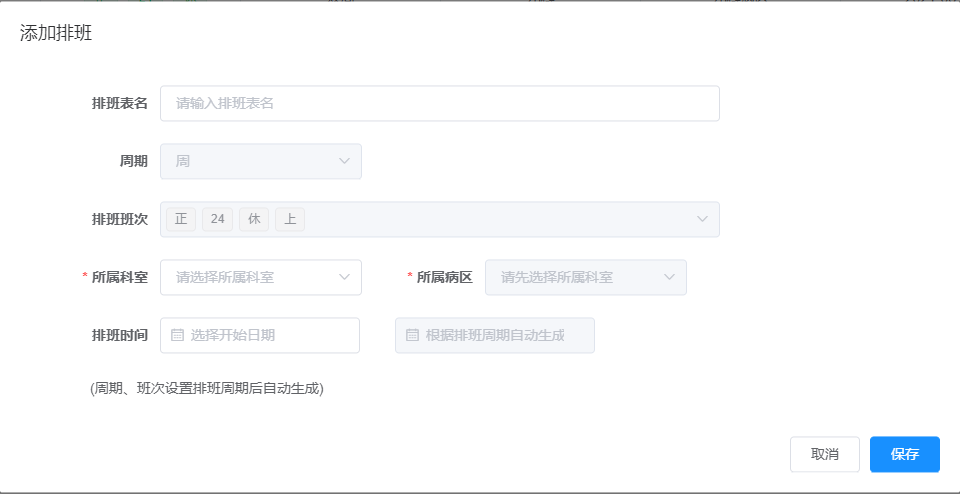 添加排班
排班表名 请输入排班表名
周期 周
排班班次 正 24 休 上
* 所属科室 请选择所属科室 * 所属病区 请先选择所属科室
排班时间 选择开始日期 根据排班周期自动生成
(周期、班次设置排班周期后自动生成)
取消 保存